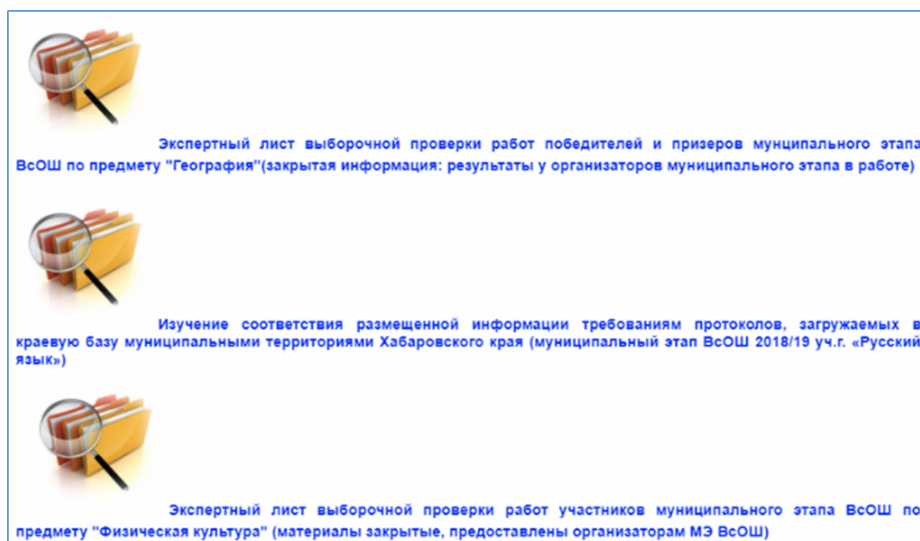 Экспертный лист выборочной проверки работ победителей и призеров мунципального этапа
ВсОШ по предмету "География"(закрытая информация: результаты у организаторов муниципального этапа в работе)
Изучение соответствия размещенной информации требованиям протоколов, загружаемых в
краевую базу муниципальными территориями Хабаровского края (муниципальный этап ВсОШ 2018/19 уч.г. «Русский
язык»)
Экспертный лист выборочной проверки работ участников муниципального этапа ВсОШ по
предмету "Физическая культура" (материалы закрытые, предоставлены организаторам МЭ ВсОШ)